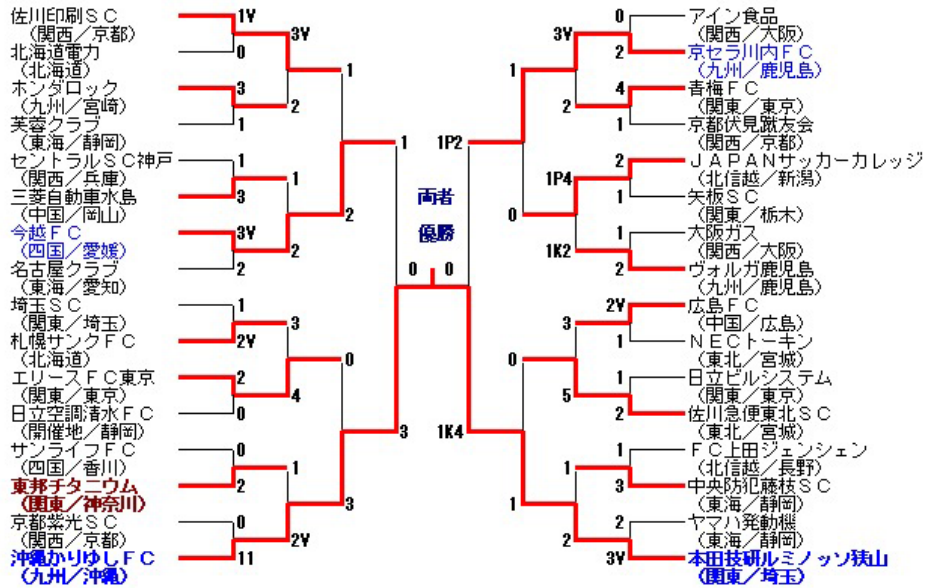 佐川印刷ＳＣ
（関西／京都）
北海道電力
（北海道）
ホンダロック
（九州／宮崎）
芙蓉クラブ
（東海／静岡）
セントラルＳＣ神戸
（関西／兵庫）
三菱自動車水島
（中国／岡山）
今越ＦＣ
（四国／愛媛）
名古屋クラブ
（東海／愛知）
埼玉ＳＣ
（関東／埼玉）
札幌サンクＦＣ
（北海道）
エリースＦＣ東京
（関東／東京）
日立空調清水ＦＣ
（開催地／静岡）
サンライフＦＣ
（四国／香川）
東邦チタニウム
（関東／神奈川）
京都紫光ＳＣ
（関西／京都）
沖縄かりゆしＦＣ
（九州／沖縄）
1V
0
3
1
1
3
3V
2
1
2V
2
0
0
2
0
11
3V
2
1
2
3
4
1
2V
1
2
0
3
1
3
両者
優勝
0 0
1P2
1K4
1
0
0
1
3V
2
1P4
1K2
3
5
1
2
0
2
4
1
2
1
1
2
2V
1
1
2
1
3
2
3V
アイン食品
（関西／大阪）
京セラ川内ＦＣ
（九州／鹿児島）
青梅ＦＣ
（関東／東京）
京都伏見蹴友会
（関西／京都）
ＪＡＰＡＮサッカーカレッジ
（北信越／新潟）
矢板ＳＣ
（関東／栃木）
大阪ガス
（関西／大阪）
ヴォルガ鹿児島
（九州／鹿児島）
広島ＦＣ
（中国／広島）
ＮＥＣトーキン
（東北／宮城）
日立ビルシステム
（関東／東京）
佐川急便東北ＳＣ
（東北／宮城）
ＦＣ上田ジェンシェン
（北信越／長野）
中央防犯藤枝ＳＣ
（東海／静岡）
ヤマハ発動機
（東海／静岡）
本田技研ルミノッソ狭山
（関東／埼玉）